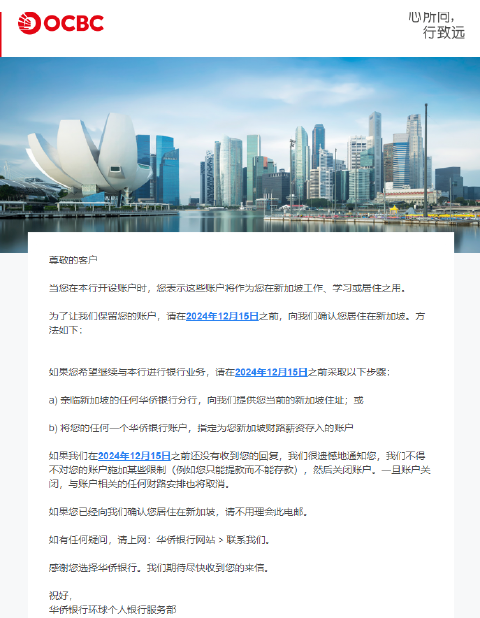 OCBC
心所向，
行致远
尊敬的客户
当您在本行开设账户时，您表示这些账户将作为您在新加坡工作、学习或居住之用。
为了让我们保留您的账户，请在2024年12月15日之前，向我们确认您居住在新加坡。方
法如下：
如果您希望继续与本行进行银行业务，请在2024年12月15日之前采取以下步骤：
a) 亲临新加坡的任何华侨银行分行，向我们提供您当前的新加坡住址；或
b) 将您的任何一个华侨银行账户，指定为您新加坡财路薪资存入的账户
如果我们在2024年12月15日之前还没有收到您的回复，我们很遗憾地通知您，我们不得
不对您的账户施加某些限制（例如您只能提款而不能存款），然后关闭账户。一旦账户关
闭，与账户相关的任何财路安排也将取消。
如果您已经向我们确认您居住在新加坡，请不用理会此电邮。
如有任何疑问，请上网：华侨银行网站 > 联系我们。
感谢您选择华侨银行。我们期待尽快收到您的来信。
祝好，
华侨银行环球个人银行服务部